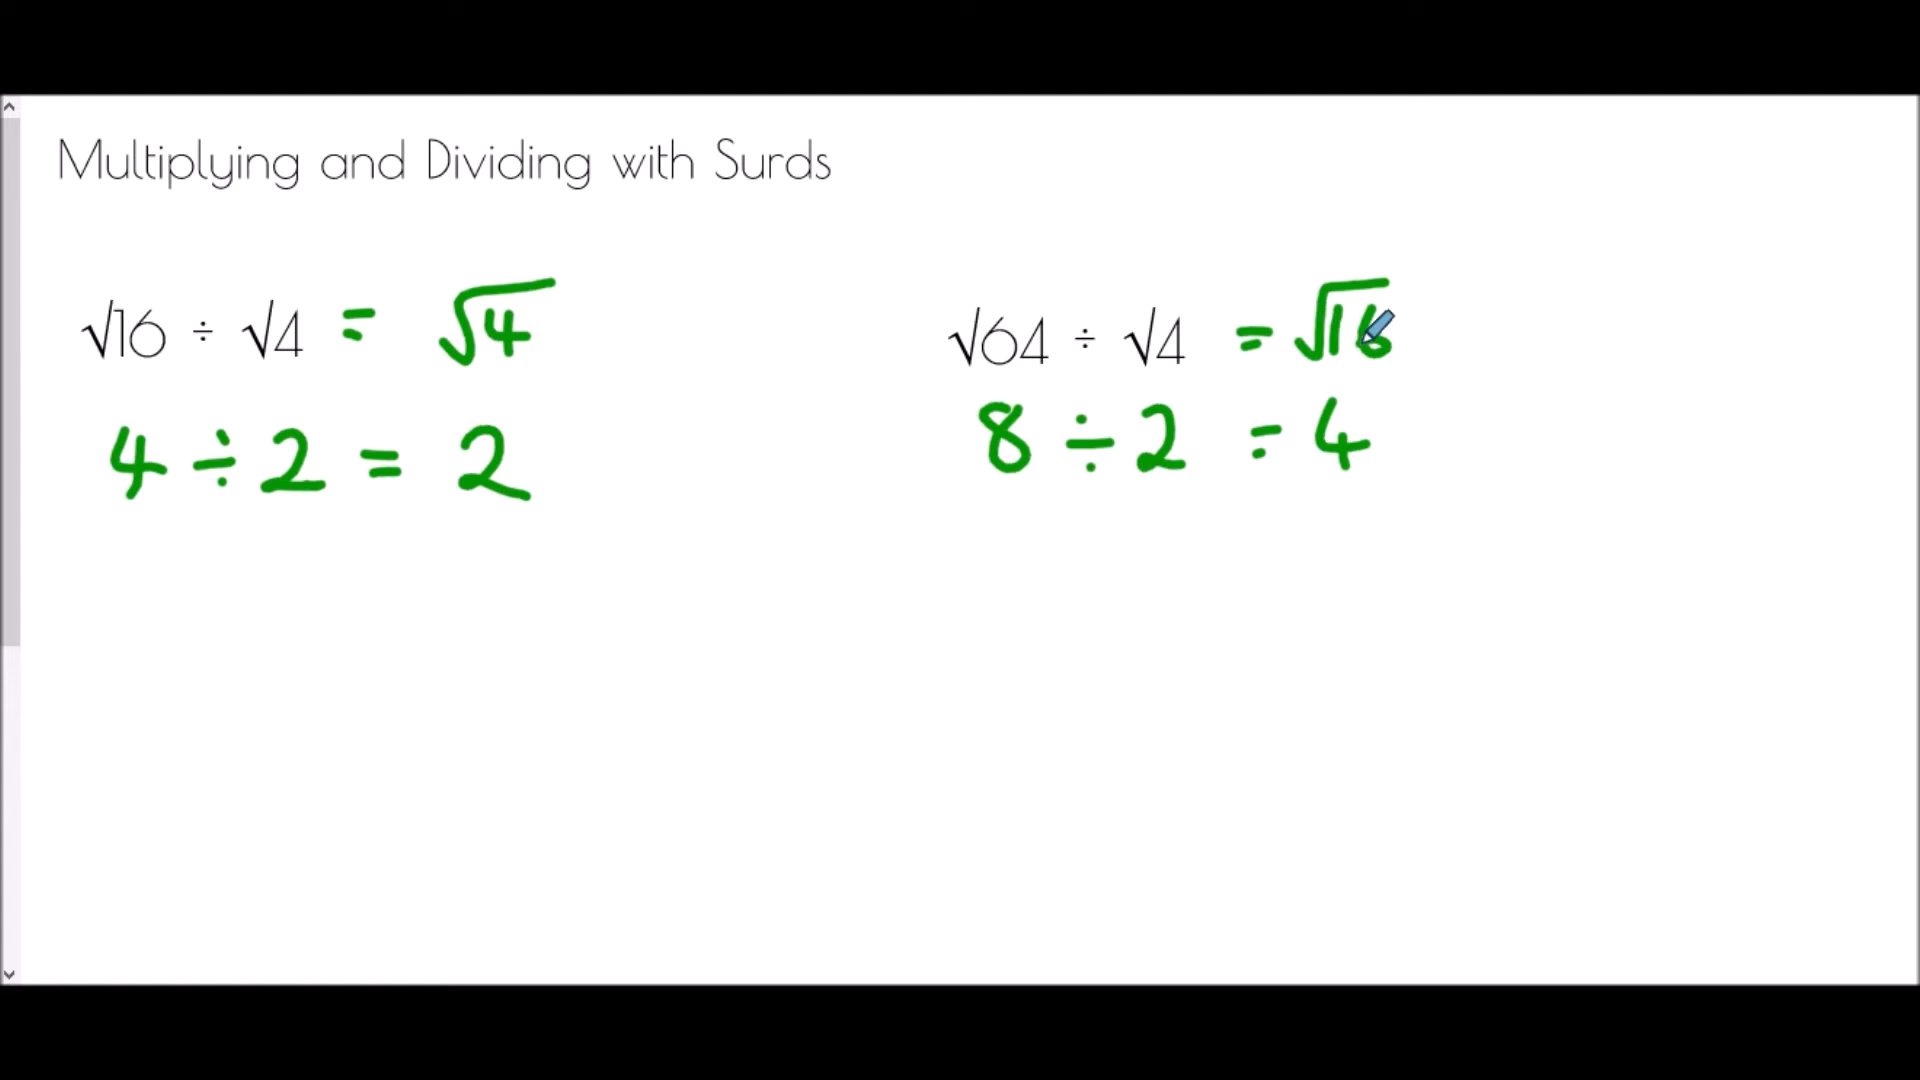 Multiplying and Dividing with Surds
√16 ÷ √4 = √4
4 ÷ 2 = 2
√64 ÷ √4 = √16
8 ÷ 2 = 4